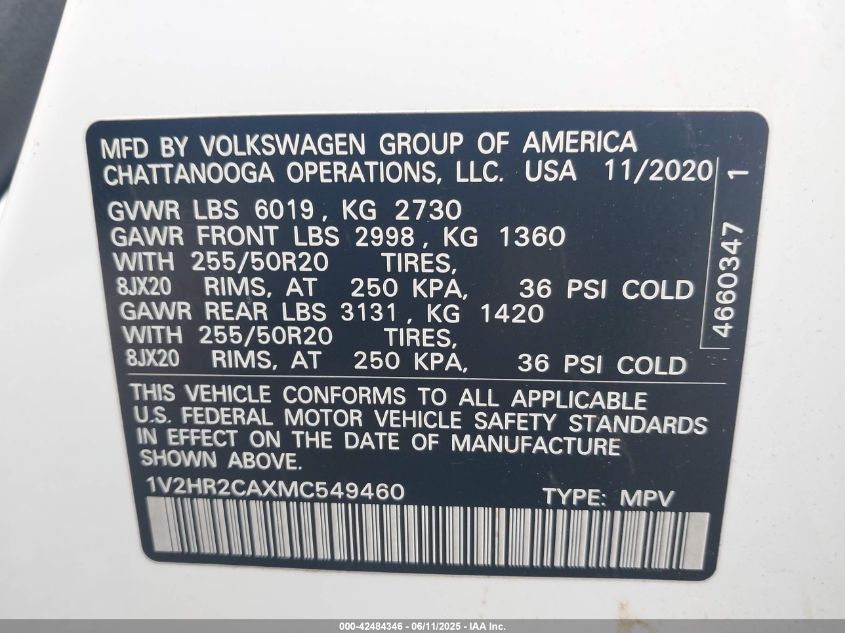 MFD BY VOLKSWAGEN GROUP OF AMERICA
CHATTANOOGA OPERATIONS, LLC. USA 11/2020
GVWR LBS 6019, KG 2730
GAWR FRONT LBS 2998, KG 1360
WITH 255/50R20 TIRES,
8JX20 RIMS, AT 250 KPA, 36 PSI COLD
GAWR REAR LBS 3131, KG 1420
WITH 255/50R20 TIRES,
8JX20 RIMS, AT 250 KPA, 36 PSI COLD
4660347 1
THIS VEHICLE CONFORMS TO ALL APPLICABLE
U.S. FEDERAL MOTOR VEHICLE SAFETY STANDARDS
IN EFFECT ON THE DATE OF MANUFACTURE
SHOWN ABOVE.
1V2HR2CAXMC549460 TYPE: MPV
000-42484346 - 06/11/2025 - IAA Inc.